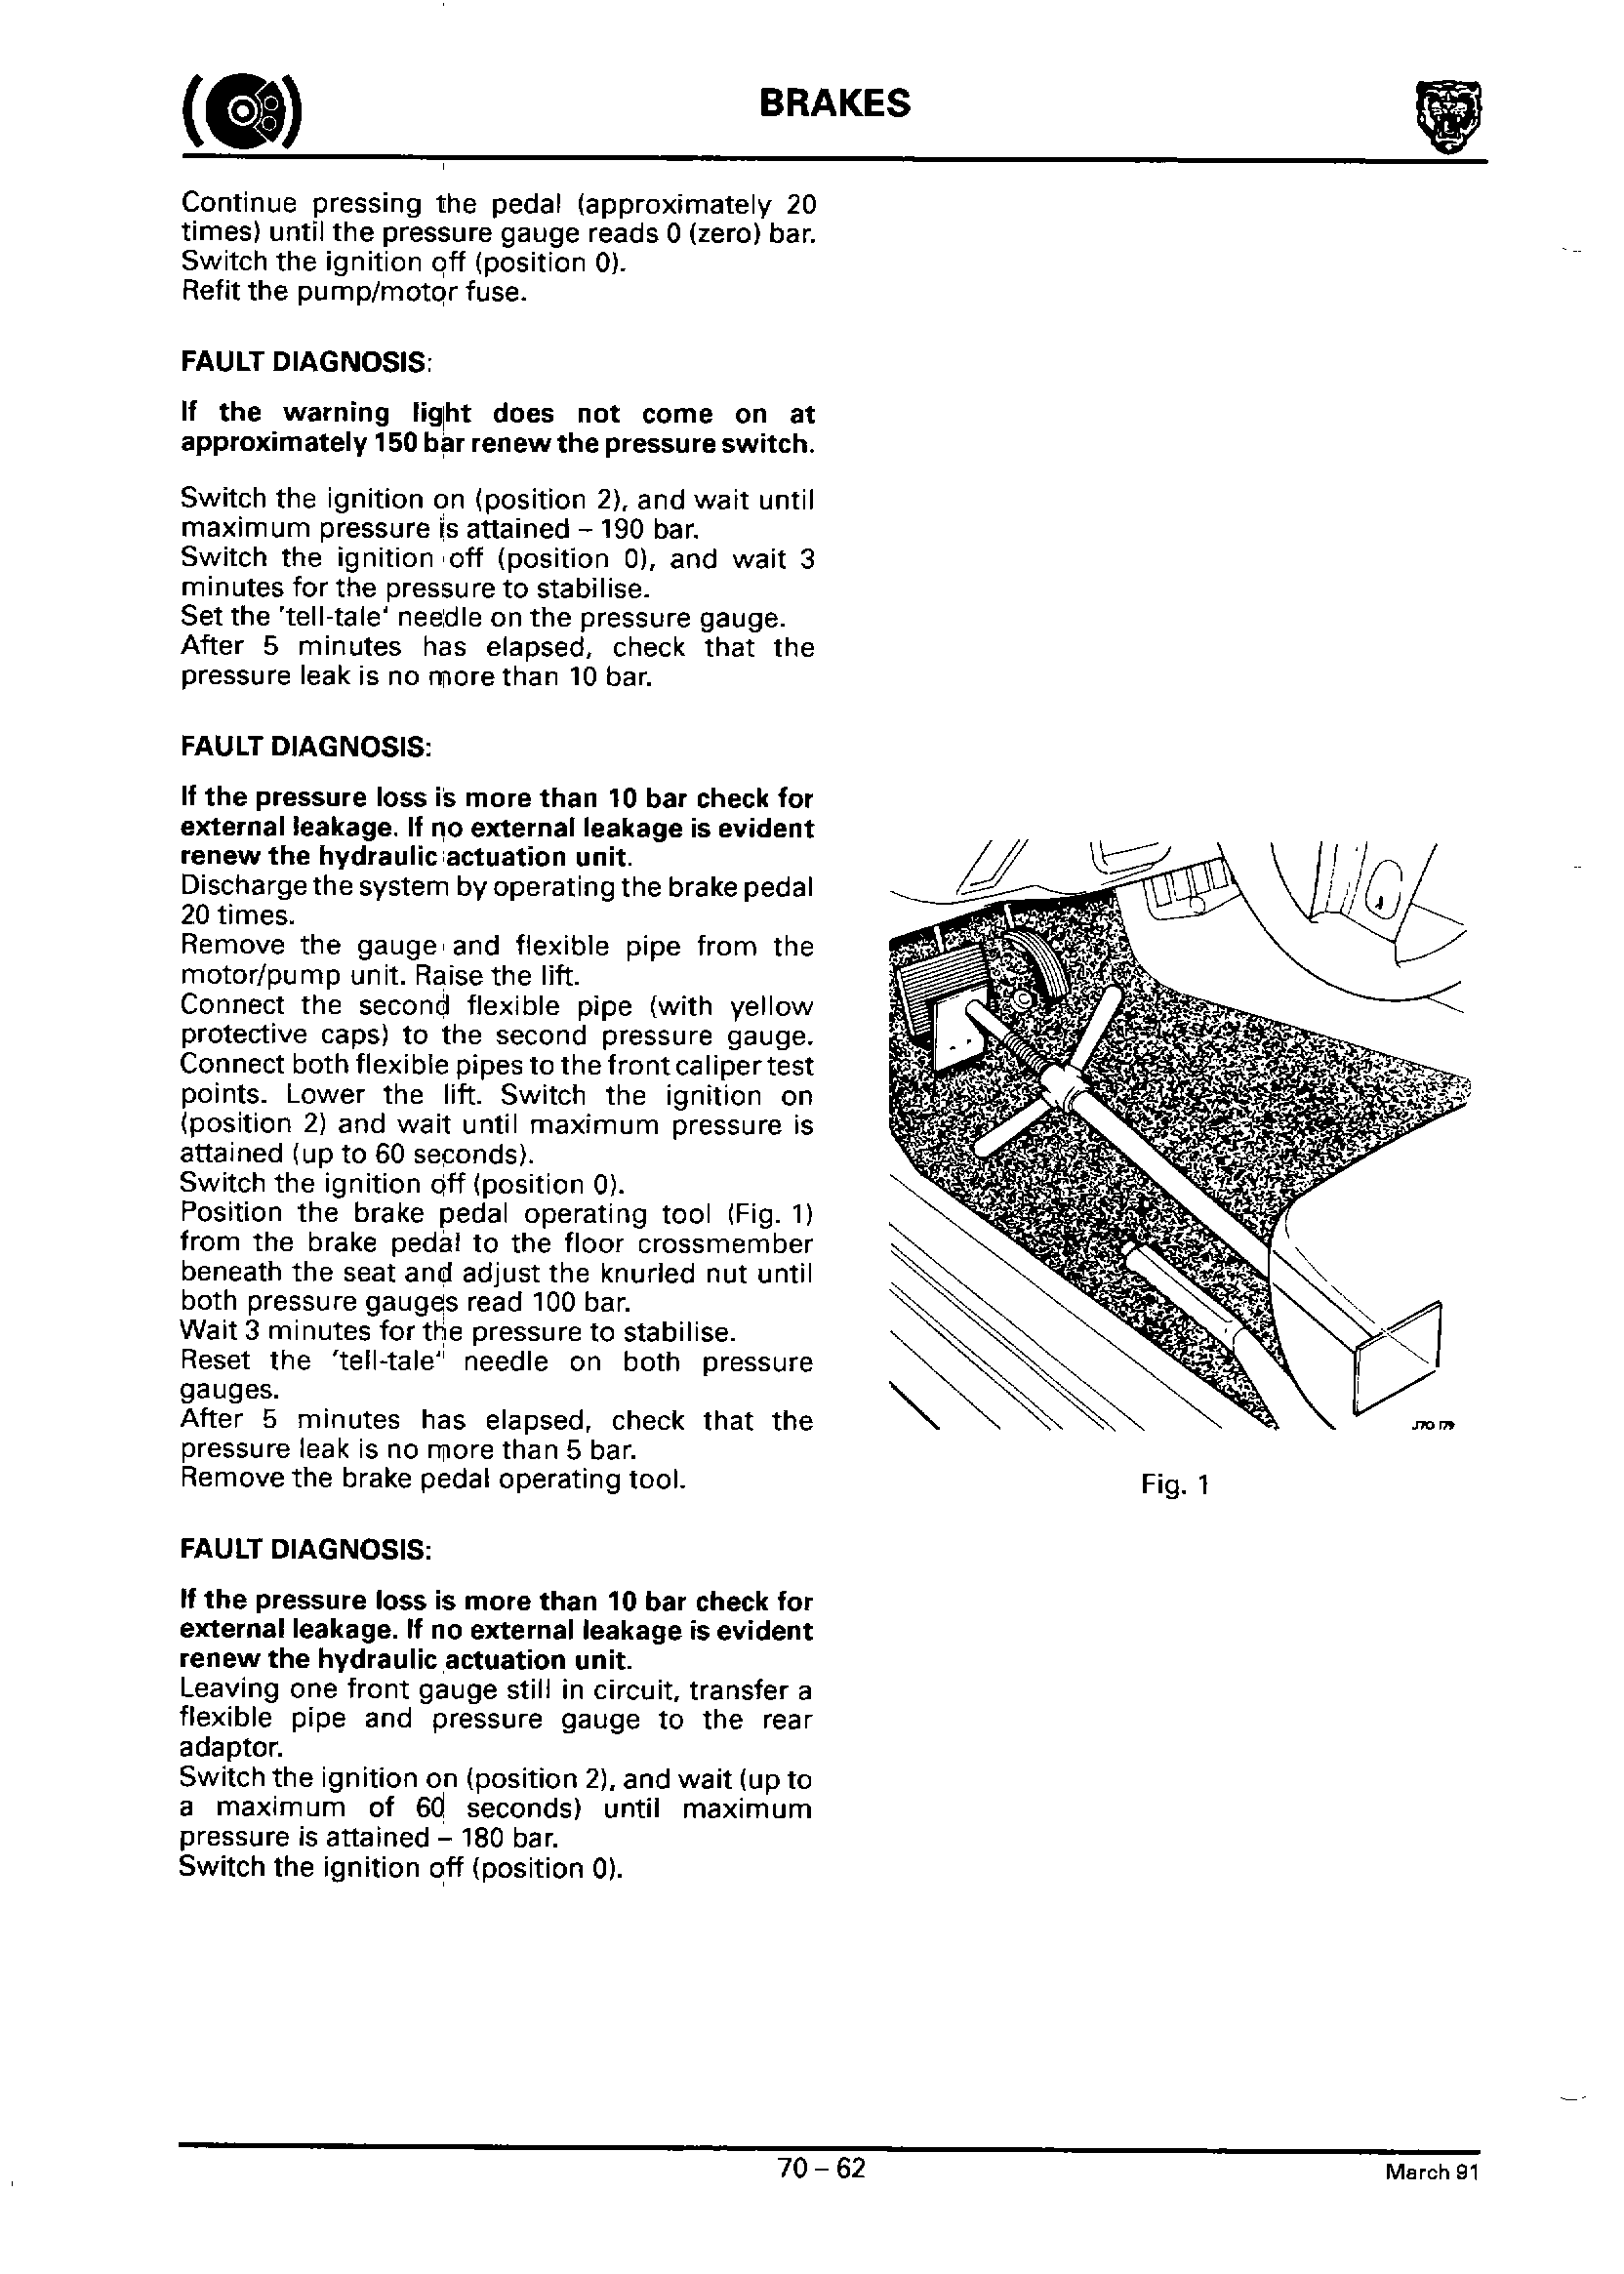 BRAKES
Continue pressing the pedal (approximately 20
times) until the pressure gauge reads 0 (zero) bar.
Switch the ignition off (position 0).
Refit the pump/motor fuse.
FAULT DIAGNOSIS:
If the warning light does not come on at
approximately 150 bar renew the pressure switch.
Switch the ignition on (position 2), and wait until
maximum pressure is attained – 190 bar.
Switch the ignition off (position 0), and wait 3
minutes for the pressure to stabilise.
Set the 'tell-tale' needle on the pressure gauge.
After 5 minutes has elapsed, check that the
pressure leak is no more than 10 bar.
FAULT DIAGNOSIS:
If the pressure loss is more than 10 bar check for
external leakage. If no external leakage is evident
renew the hydraulic actuation unit.
Discharge the system by operating the brake pedal
20 times.
Remove the gauge and flexible pipe from the
motor/pump unit. Raise the lift.
Connect the second flexible pipe (with yellow
protective caps) to the second pressure gauge.
Connect both flexible pipes to the front caliper test
points. Lower the lift. Switch the ignition on
(position 2) and wait until maximum pressure is
attained (up to 60 seconds).
Switch the ignition off (position 0).
Position the brake pedal operating tool (Fig. 1)
from the brake pedal to the floor crossmember
beneath the seat and adjust the knurled nut until
both pressure gauges read 100 bar.
Wait 3 minutes for the pressure to stabilise.
Reset the 'tell-tale' needle on both pressure
gauges.
After 5 minutes has elapsed, check that the
pressure leak is no more than 5 bar.
Remove the brake pedal operating tool.
FAULT DIAGNOSIS:
If the pressure loss is more than 10 bar check for
external leakage. If no external leakage is evident
renew the hydraulic actuation unit.
Leaving one front gauge still in circuit, transfer a
flexible pipe and pressure gauge to the rear
adaptor.
Switch the ignition on (position 2), and wait (up to
a maximum of 60 seconds) until maximum
pressure is attained – 180 bar.
Switch the ignition off (position 0).
J70 179
Fig. 1
70 – 62
March 91